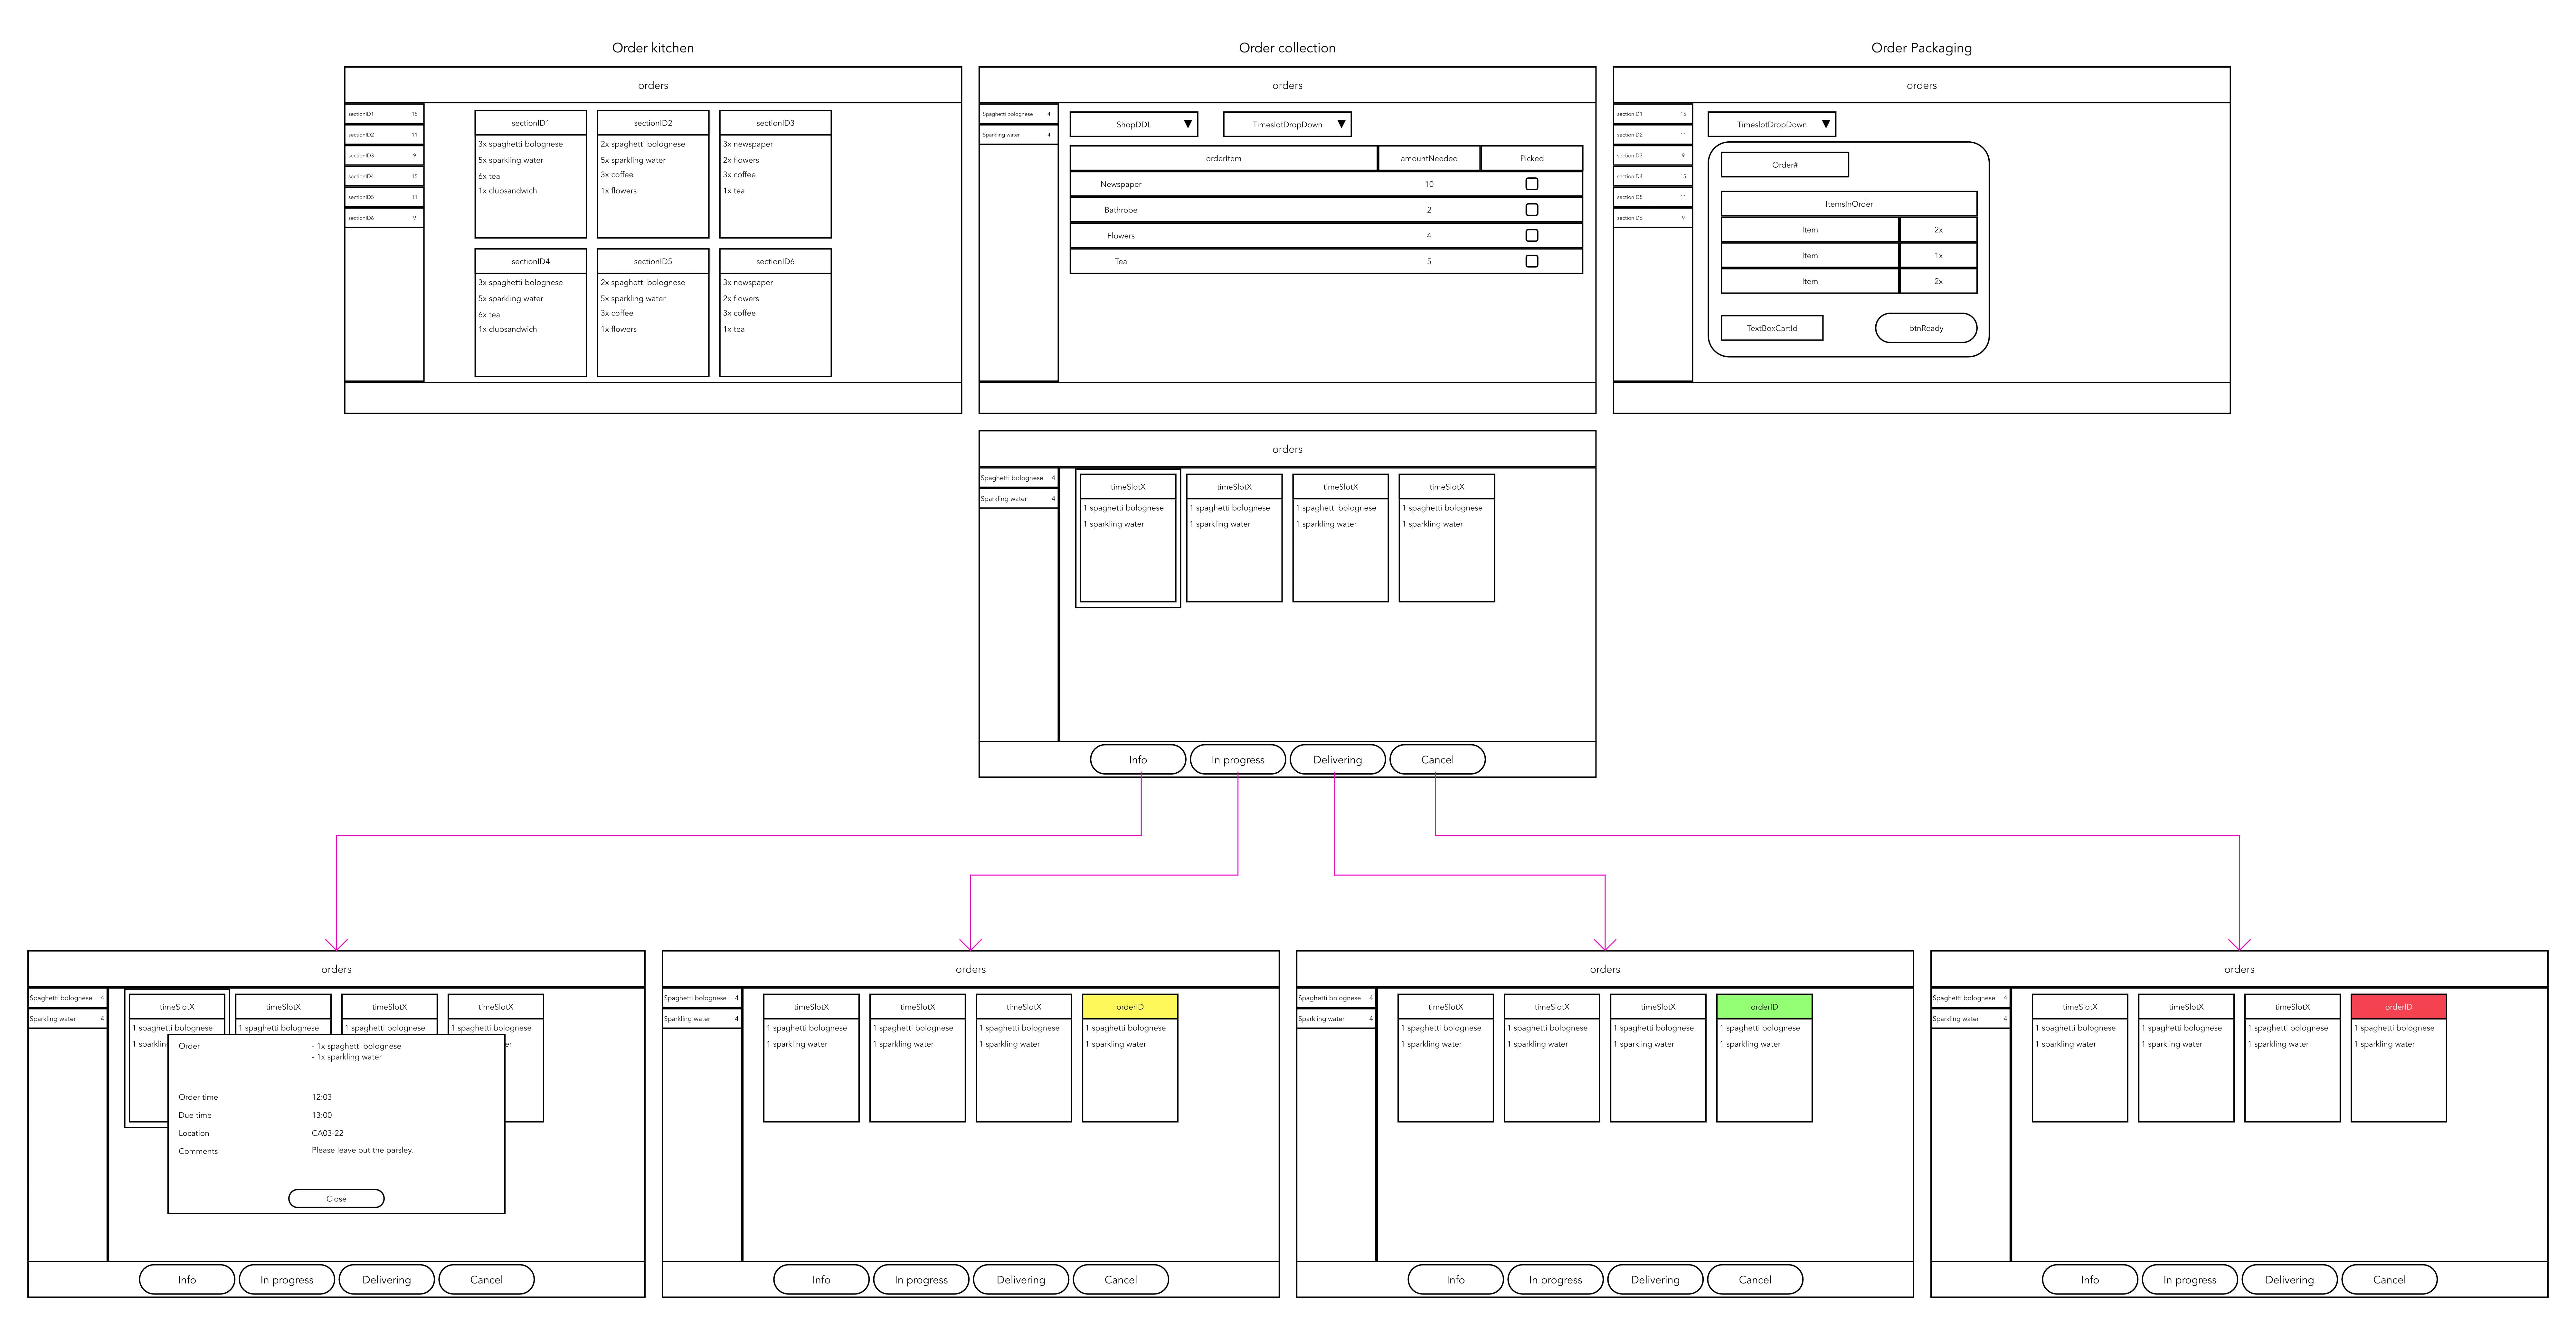 Order kitchen
orders
sectionID1 15
sectionID2 11
sectionID3 9
sectionID4 15
sectionID5 11
sectionID6 9
sectionID1
3x spaghetti bolognese
5x sparkling water
6x tea
1x clubsandwich
sectionID2
2x spaghetti bolognese
5x sparkling water
3x coffee
1x flowers
sectionID3
3x newspaper
2x flowers
3x coffee
1x tea
sectionID4
3x spaghetti bolognese
5x sparkling water
6x tea
1x clubsandwich
sectionID5
2x spaghetti bolognese
5x sparkling water
3x coffee
1x flowers
sectionID6
3x newspaper
2x flowers
3x coffee
1x tea
Order collection
orders
Spaghetti bolognese 4
Sparkling water 4
ShopDDL
TimeslotDropDown
orderItem amountNeeded Picked
Newspaper 10
Bathrobe 2
Flowers 4
Tea 5
Order Packaging
orders
sectionID1 15
sectionID2 11
sectionID3 9
sectionID4 15
sectionID5 11
sectionID6 9
TimeslotDropDown
Order#
ItemsInOrder
Item 2x
Item 1x
Item 2x
TextBoxCartId
btnReady
orders
Spaghetti bolognese 4
Sparkling water 4
timeSlotX
1 spaghetti bolognese
1 sparkling water
timeSlotX
1 spaghetti bolognese
1 sparkling water
timeSlotX
1 spaghetti bolognese
1 sparkling water
timeSlotX
1 spaghetti bolognese
1 sparkling water
Info
In progress
Delivering
Cancel
orders
Spaghetti bolognese 4
Sparkling water 4
timeSlotX
1 spaghetti bolognese
1 sparklin
timeSlotX
1 spaghetti bolognese
timeSlotX
1 spaghetti bolognese
timeSlotX
1 spaghetti bolognese
er
Order
- 1x spaghetti bolognese
- 1x sparkling water
Order time 12:03
Due time 13:00
Location CA03-22
Comments Please leave out the parsley.
Close
Info
In progress
Delivering
Cancel
orders
Spaghetti bolognese 4
Sparkling water 4
timeSlotX
1 spaghetti bolognese
1 sparkling water
timeSlotX
1 spaghetti bolognese
1 sparkling water
timeSlotX
1 spaghetti bolognese
1 sparkling water
orderID
1 spaghetti bolognese
1 sparkling water
Info
In progress
Delivering
Cancel
orders
Spaghetti bolognese 4
Sparkling water 4
timeSlotX
1 spaghetti bolognese
1 sparkling water
timeSlotX
1 spaghetti bolognese
1 sparkling water
timeSlotX
1 spaghetti bolognese
1 sparkling water
orderID
1 spaghetti bolognese
1 sparkling water
Info
In progress
Delivering
Cancel
orders
Spaghetti bolognese 4
Sparkling water 4
timeSlotX
1 spaghetti bolognese
1 sparkling water
timeSlotX
1 spaghetti bolognese
1 sparkling water
timeSlotX
1 spaghetti bolognese
1 sparkling water
orderID
1 spaghetti bolognese
1 sparkling water
Info
In progress
Delivering
Cancel